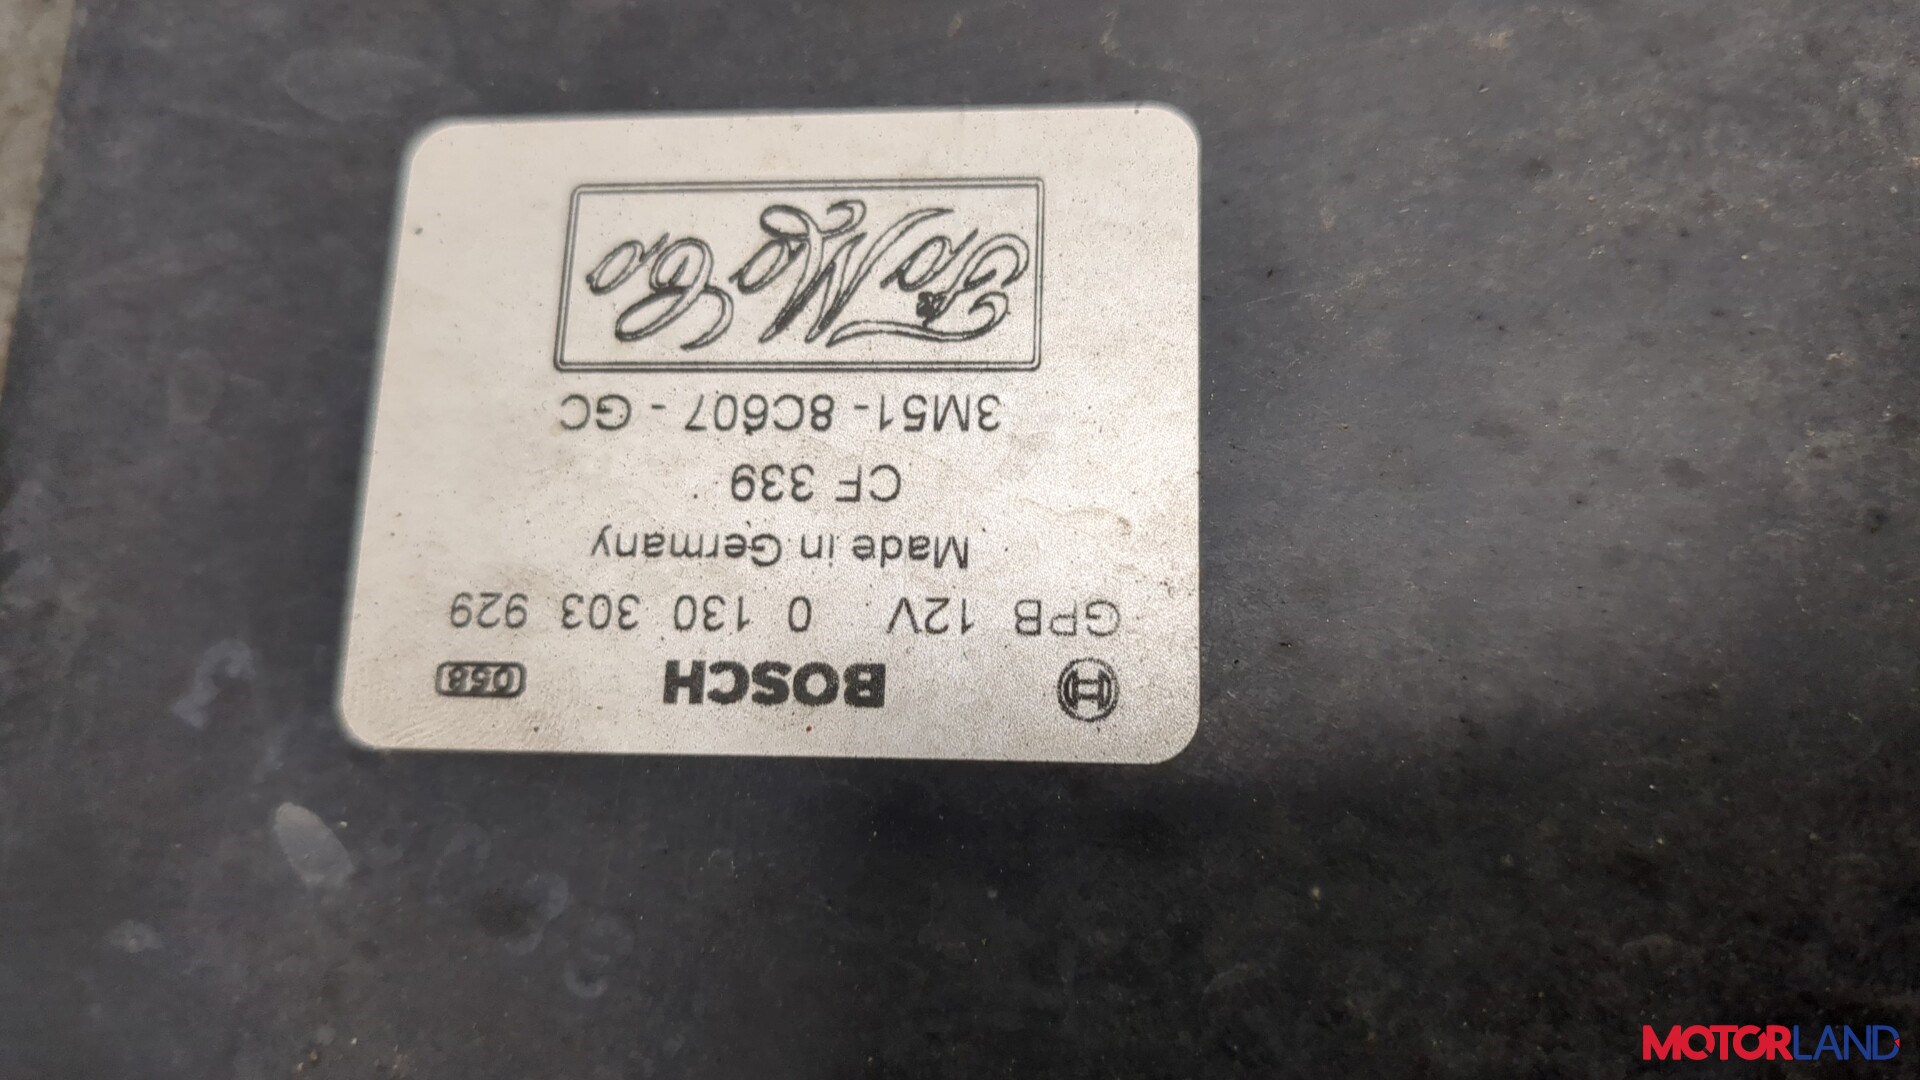 BOSCH 058
GPB 12V 0 130 303 929
Made in Germany
CF 339
3M51-8C607-GC
FoMoCo
MOTORLAND